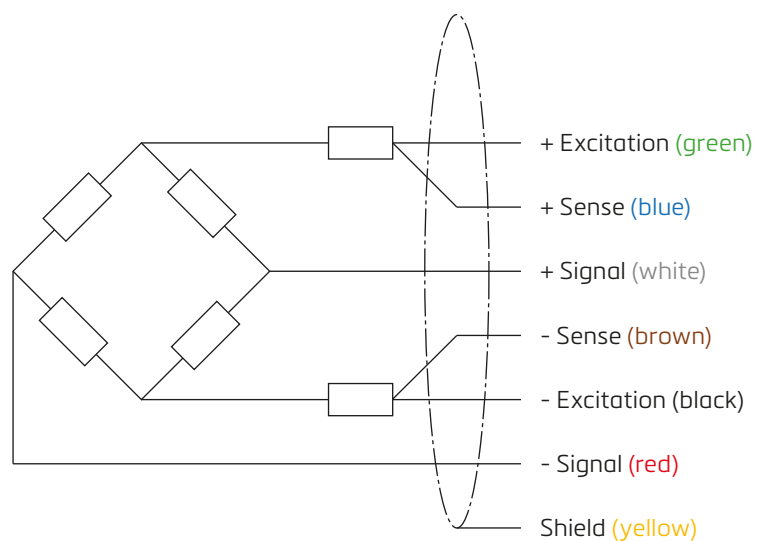 + Excitation (green)
+ Sense (blue)
+ Signal (white)
- Sense (brown)
- Excitation (black)
- Signal (red)
Shield (yellow)